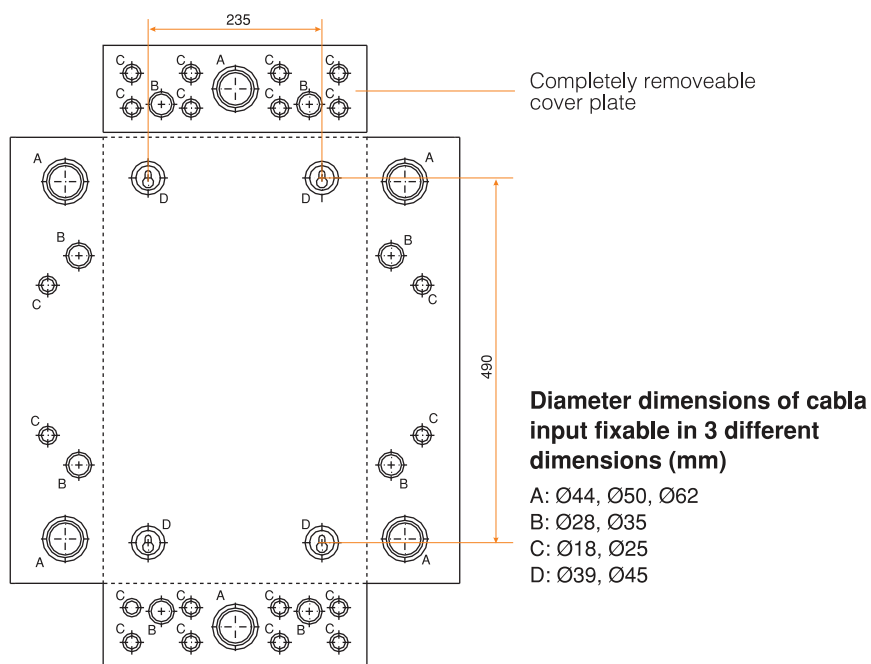 235
C C A C C
B B
C C C C
Completely removeable
cover plate
A A
D D
B B
C C
490
C C
B B
D D
A A
Diameter dimensions of cabla
input fixable in 3 different
dimensions (mm)
A: Ø44, Ø50, Ø62
B: Ø28, Ø35
C: Ø18, Ø25
D: Ø39, Ø45
C C A C C
B B
C C C C